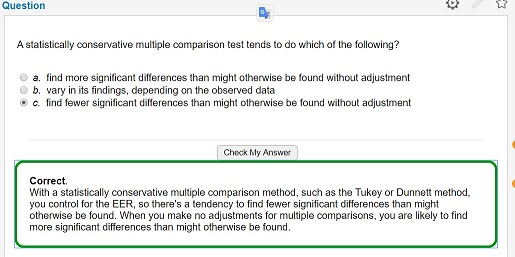 Question
A statistically conservative multiple comparison test tends to do which of the following?
a. find more significant differences than might otherwise be found without adjustment
b. vary in its findings, depending on the observed data
c. find fewer significant differences than might otherwise be found without adjustment
Check My Answer
Correct.
With a statistically conservative multiple comparison method, such as the Tukey or Dunnett method,
you control for the EER, so there's a tendency to find fewer significant differences than might
otherwise be found. When you make no adjustments for multiple comparisons, you are likely to find
more significant differences than might otherwise be found.